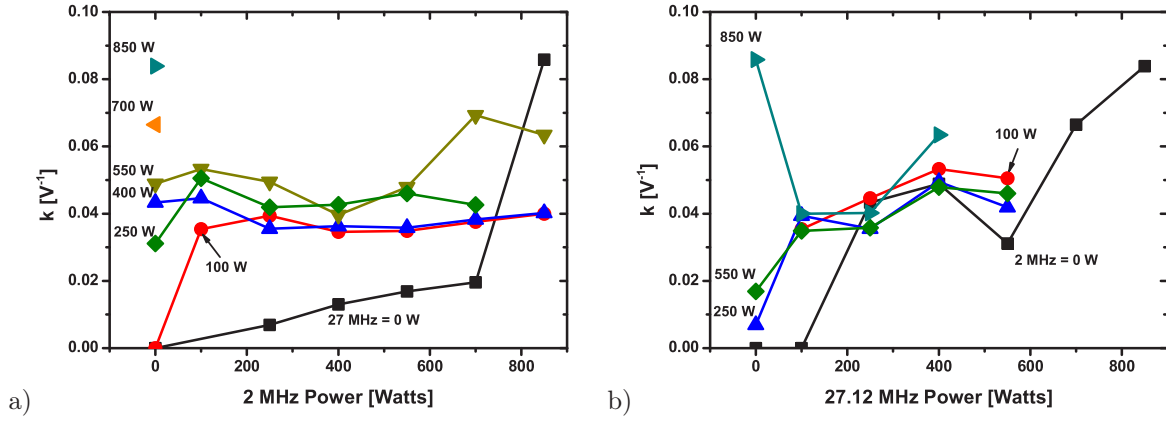 0.10
0.08
0.06
0.04
0.02
0.00
k [V⁻¹]
850 W
700 W
550 W
400 W
250 W
100 W
27 MHz = 0 W
0 200 400 600 800
2 MHz Power [Watts]
a)
0.10
0.08
0.06
0.04
0.02
0.00
k [V⁻¹]
850 W
100 W
2 MHz = 0 W
550 W
250 W
0 200 400 600 800
27.12 MHz Power [Watts]
b)